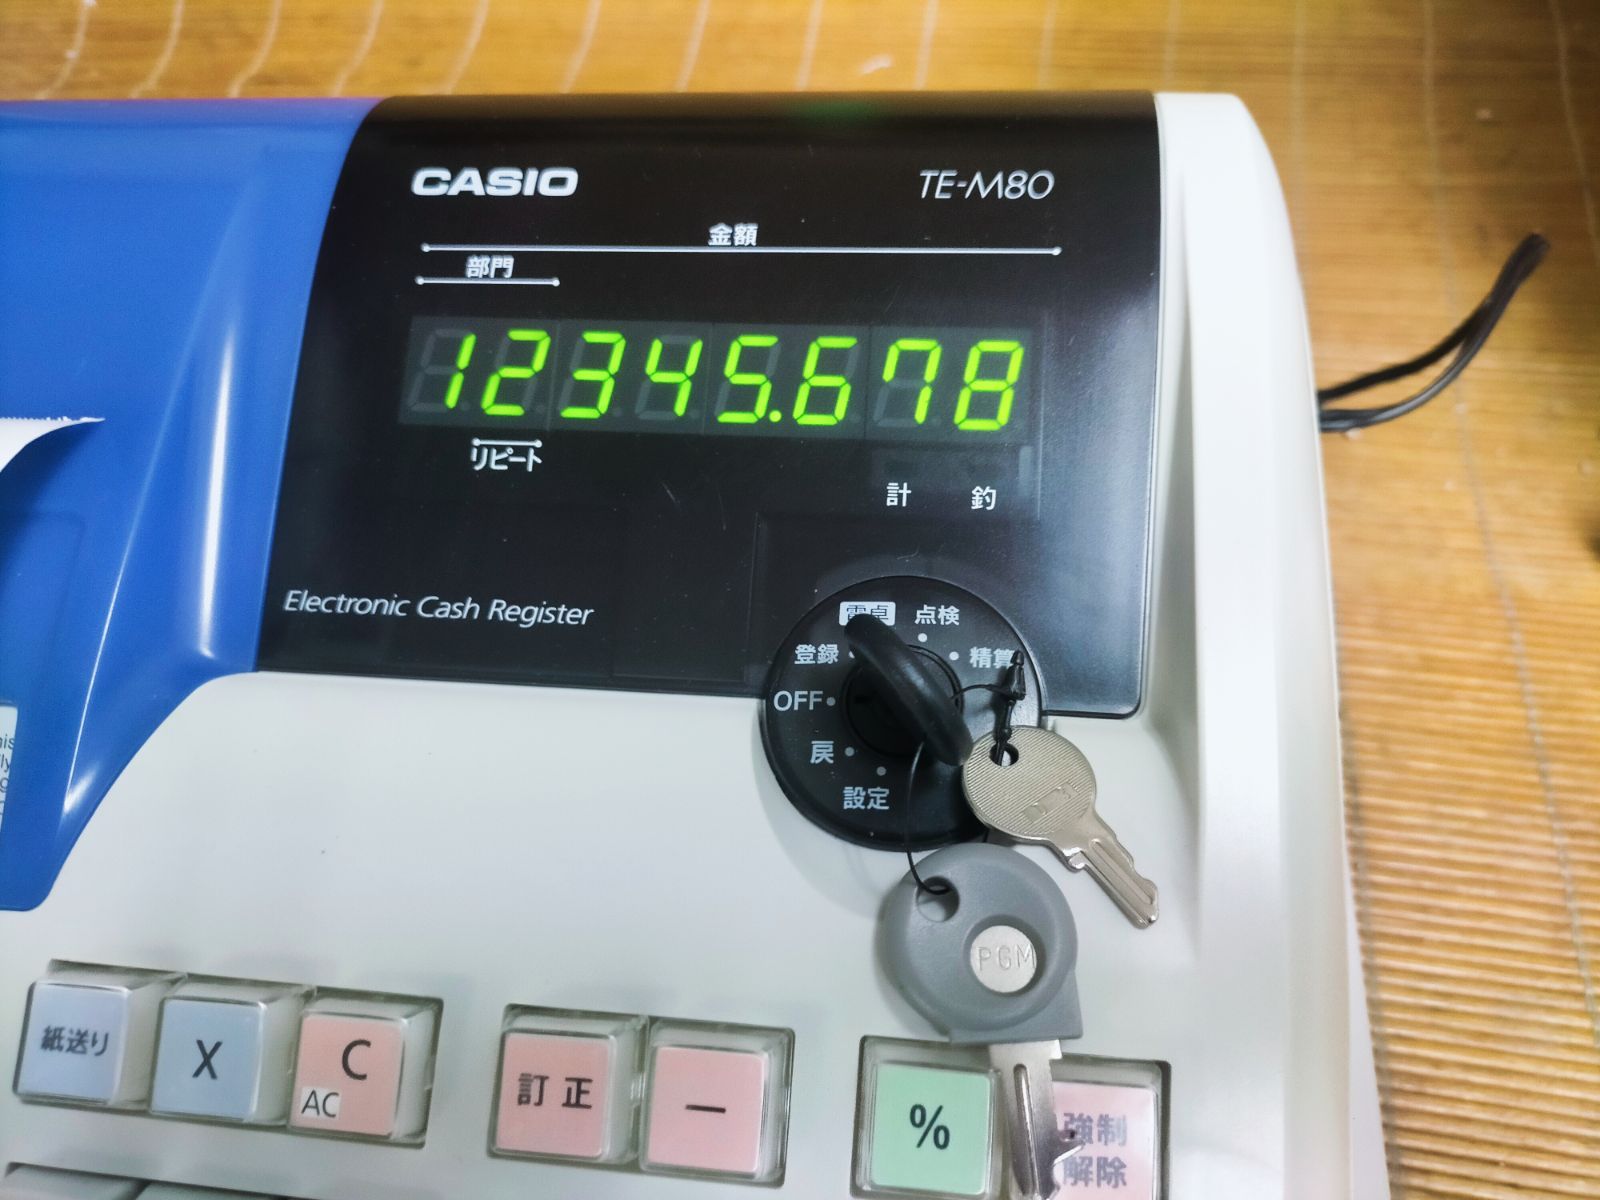 CASIO TE-M80
金額
部門
12345.678
リピート
計 釣
Electronic Cash Register
電卓 点検
登録 精算
OFF
戻
設定
PGM
紙送り X C AC 訂正 － % 強制解除